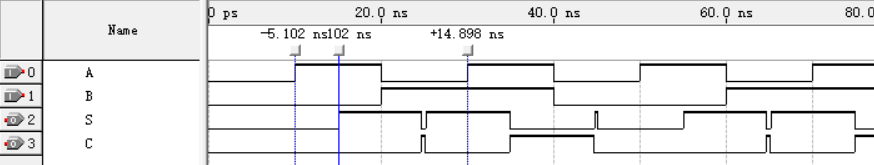 0 ps 20.0 ns 40.0 ns 60.0 ns 80.0
Name
-5.102 ns 102 ns +14.898 ns
0 A
1 B
2 S
3 C